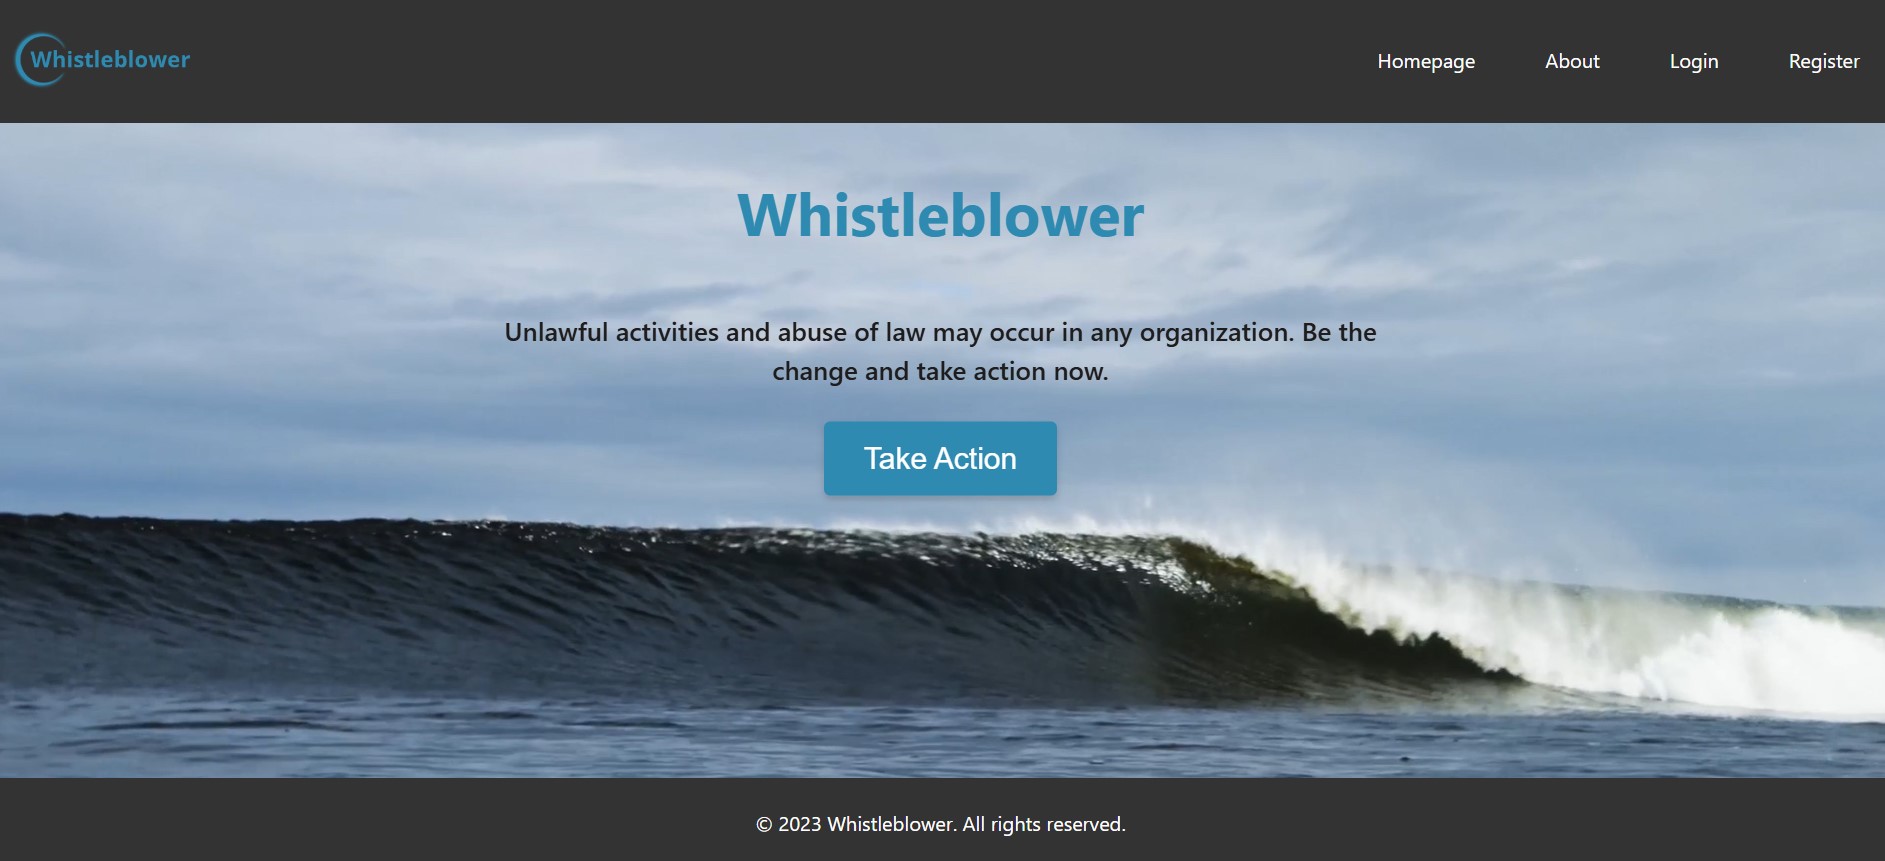 Whistleblower
Homepage
About
Login
Register
Whistleblower
Unlawful activities and abuse of law may occur in any organization. Be the
change and take action now.
Take Action
© 2023 Whistleblower. All rights reserved.